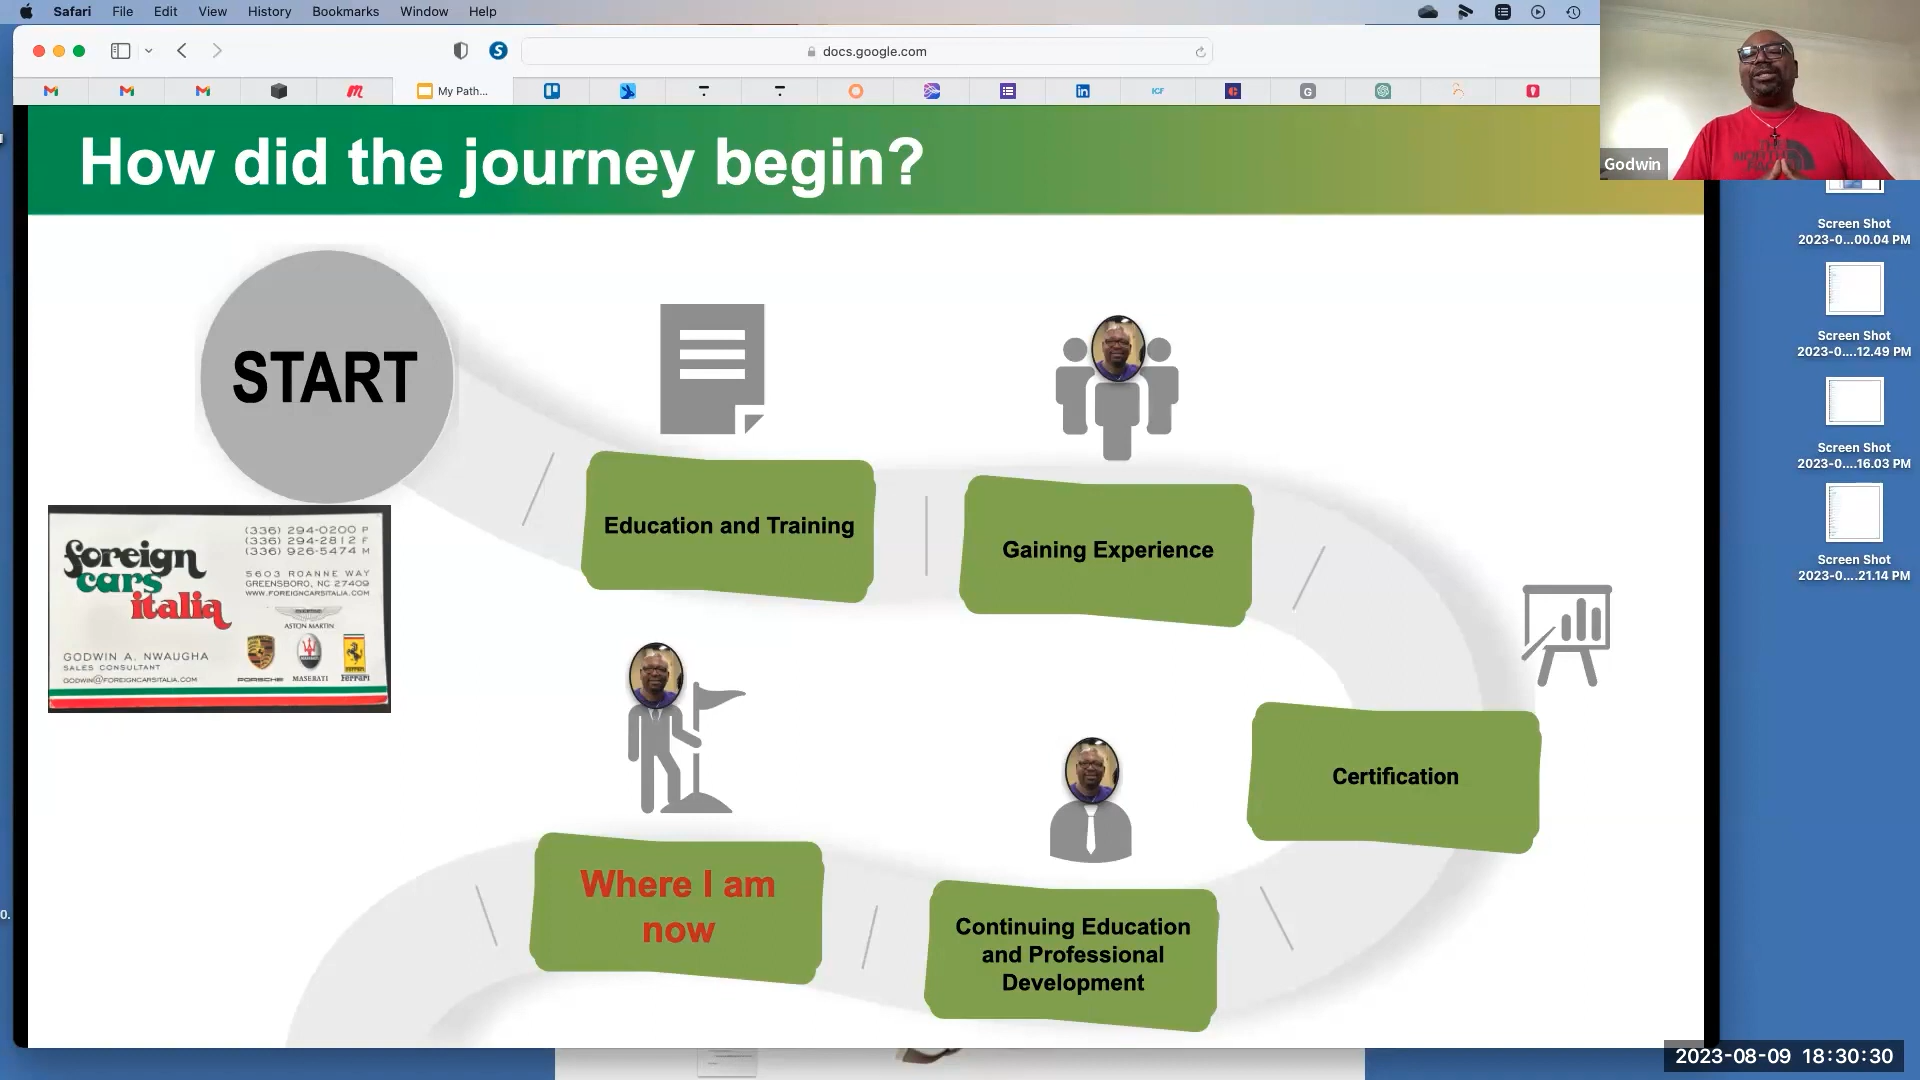 Safari File Edit View History Bookmarks Window Help
docs.google.com
My Path...
How did the journey begin?
Godwin
START
Education and Training
Gaining Experience
Certification
Continuing Education
and Professional
Development
Where I am
now
foreign
cars
italia
(336) 294-0200 P
(336) 294-2812 F
(336) 926-5474 M
5603 ROANNE WAY
GREENSBORO, NC 27409
WWW.FOREIGNCARSITALIA.COM
ASTON MARTIN
GODWIN A. NWAUGHA
SALES CONSULTANT
GODWIN@FOREIGNCARSITALIA.COM
PORSCHE MASERATI Ferrari
Screen Shot
2023-0...00.04 PM
Screen Shot
2023-0....12.49 PM
Screen Shot
2023-0....16.03 PM
Screen Shot
2023-0....21.14 PM
2023-08-09 18:30:30